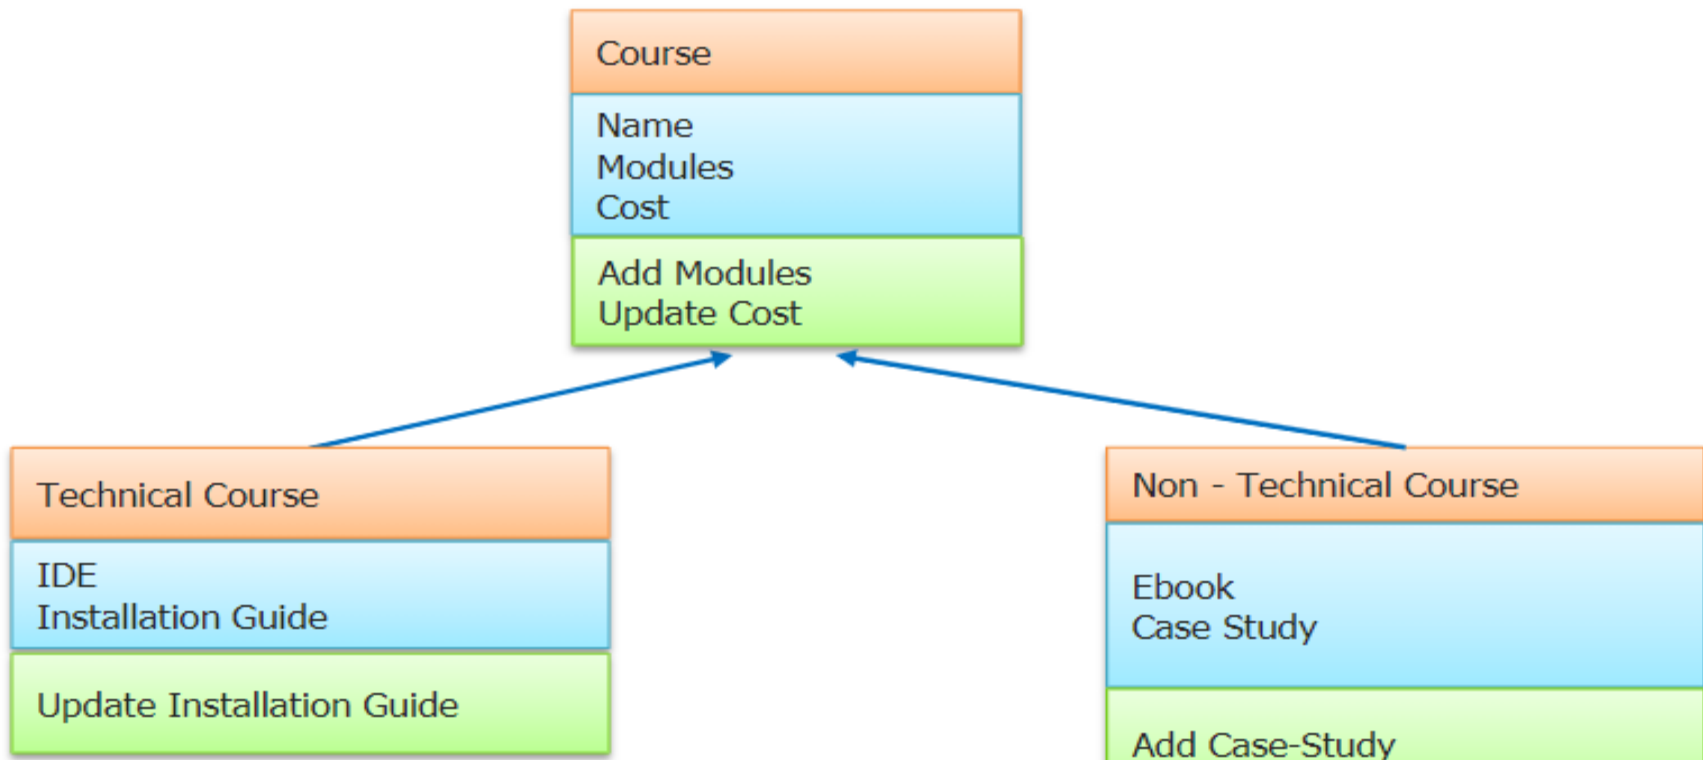 Course
Name
Modules
Cost
Add Modules
Update Cost
Technical Course
IDE
Installation Guide
Update Installation Guide
Non - Technical Course
Ebook
Case Study
Add Case-Study